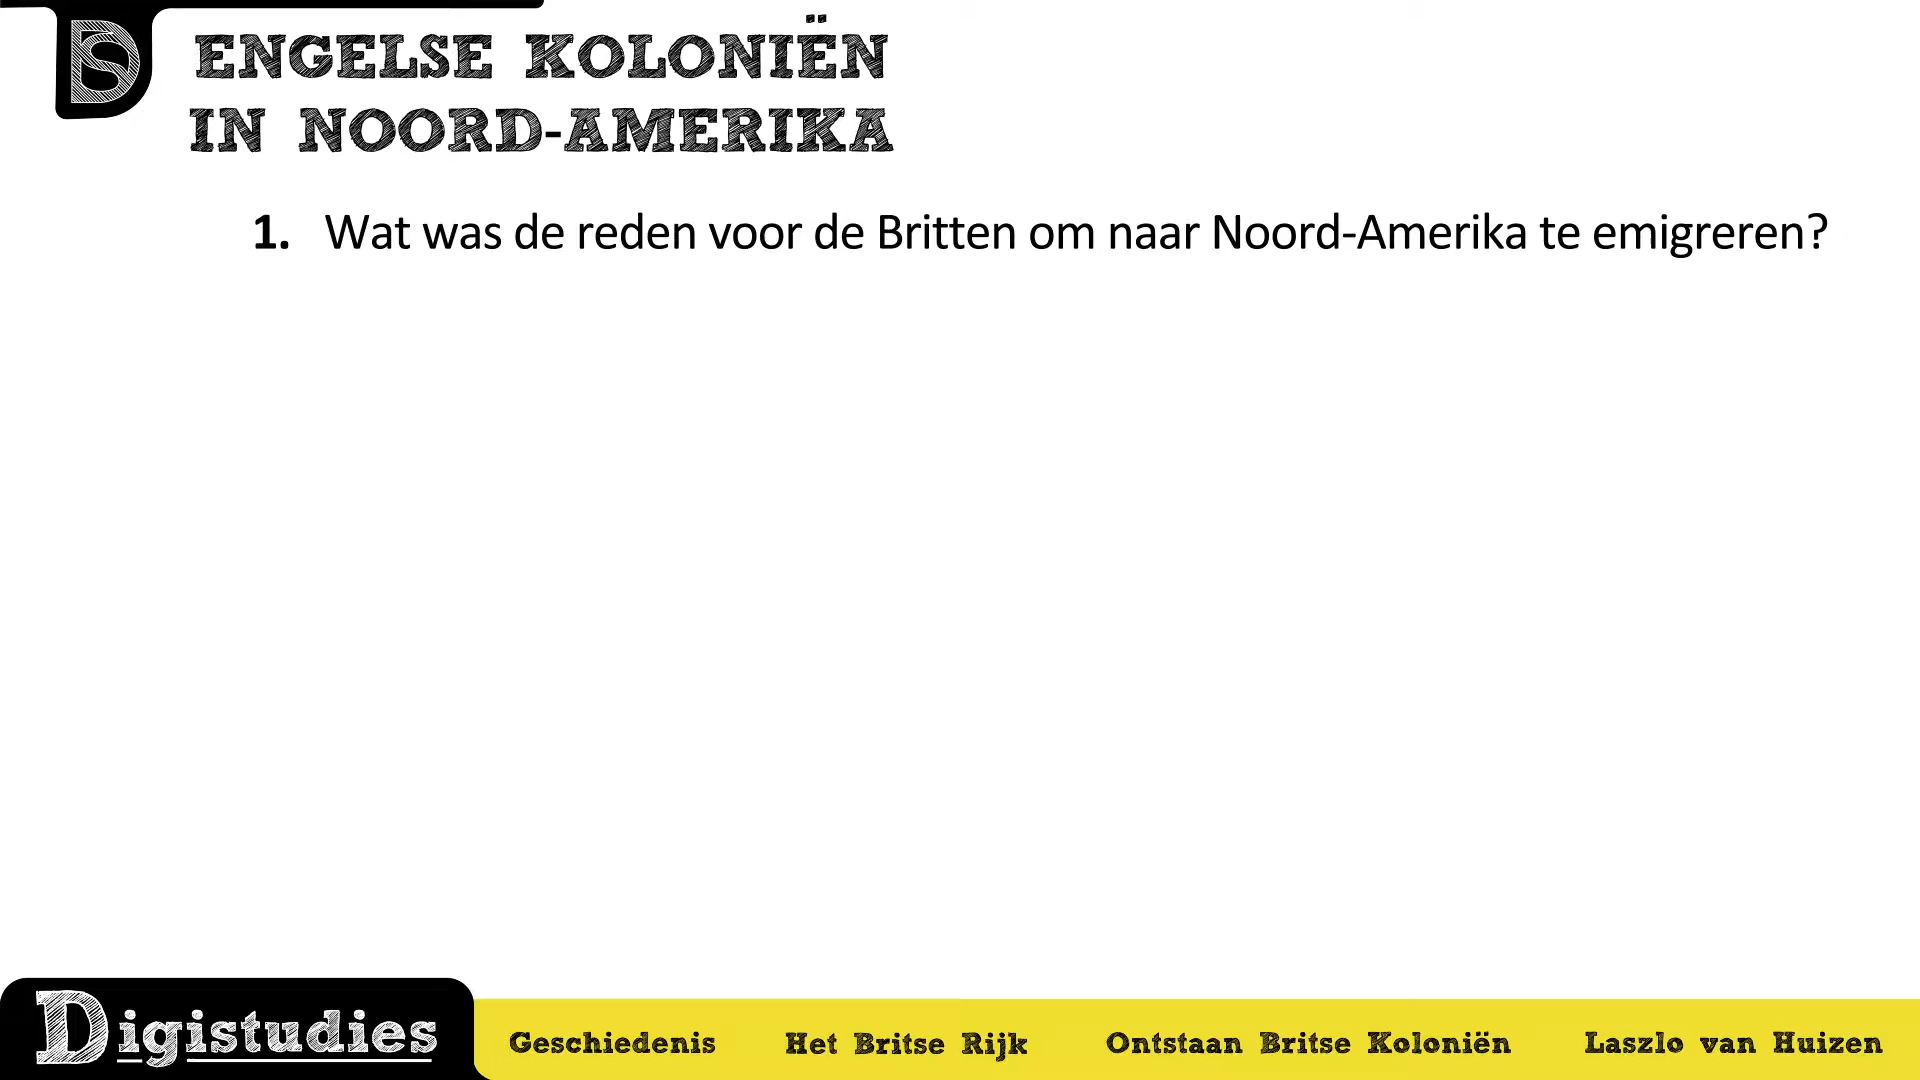 DS
ENGELSE KOLONIËN
IN NOORD-AMERIKA
1. Wat was de reden voor de Britten om naar Noord-Amerika te emigreren?
Digistudies
Geschiedenis Het Britse Rijk Ontstaan Britse Koloniën Laszlo van Huizen